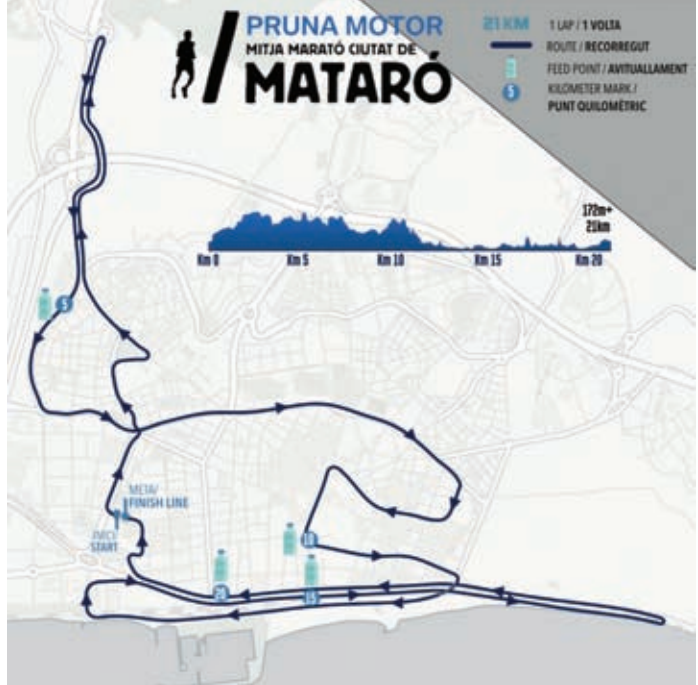 PRUNA MOTOR
MITJA MARATÓ CIUTAT DE
MATARÓ
21 KM 1 LAP / 1 VOLTA
ROUTE / RECORREGUT
FEED POINT / AVITUALLAMENT
5 KILOMETER MARK /
PUNT QUILOMÈTRIC
172m+
21km
Km 0 Km 5 Km 10 Km 15 Km 20
5
META/
FINISH LINE
INICI/
START
10
20
15